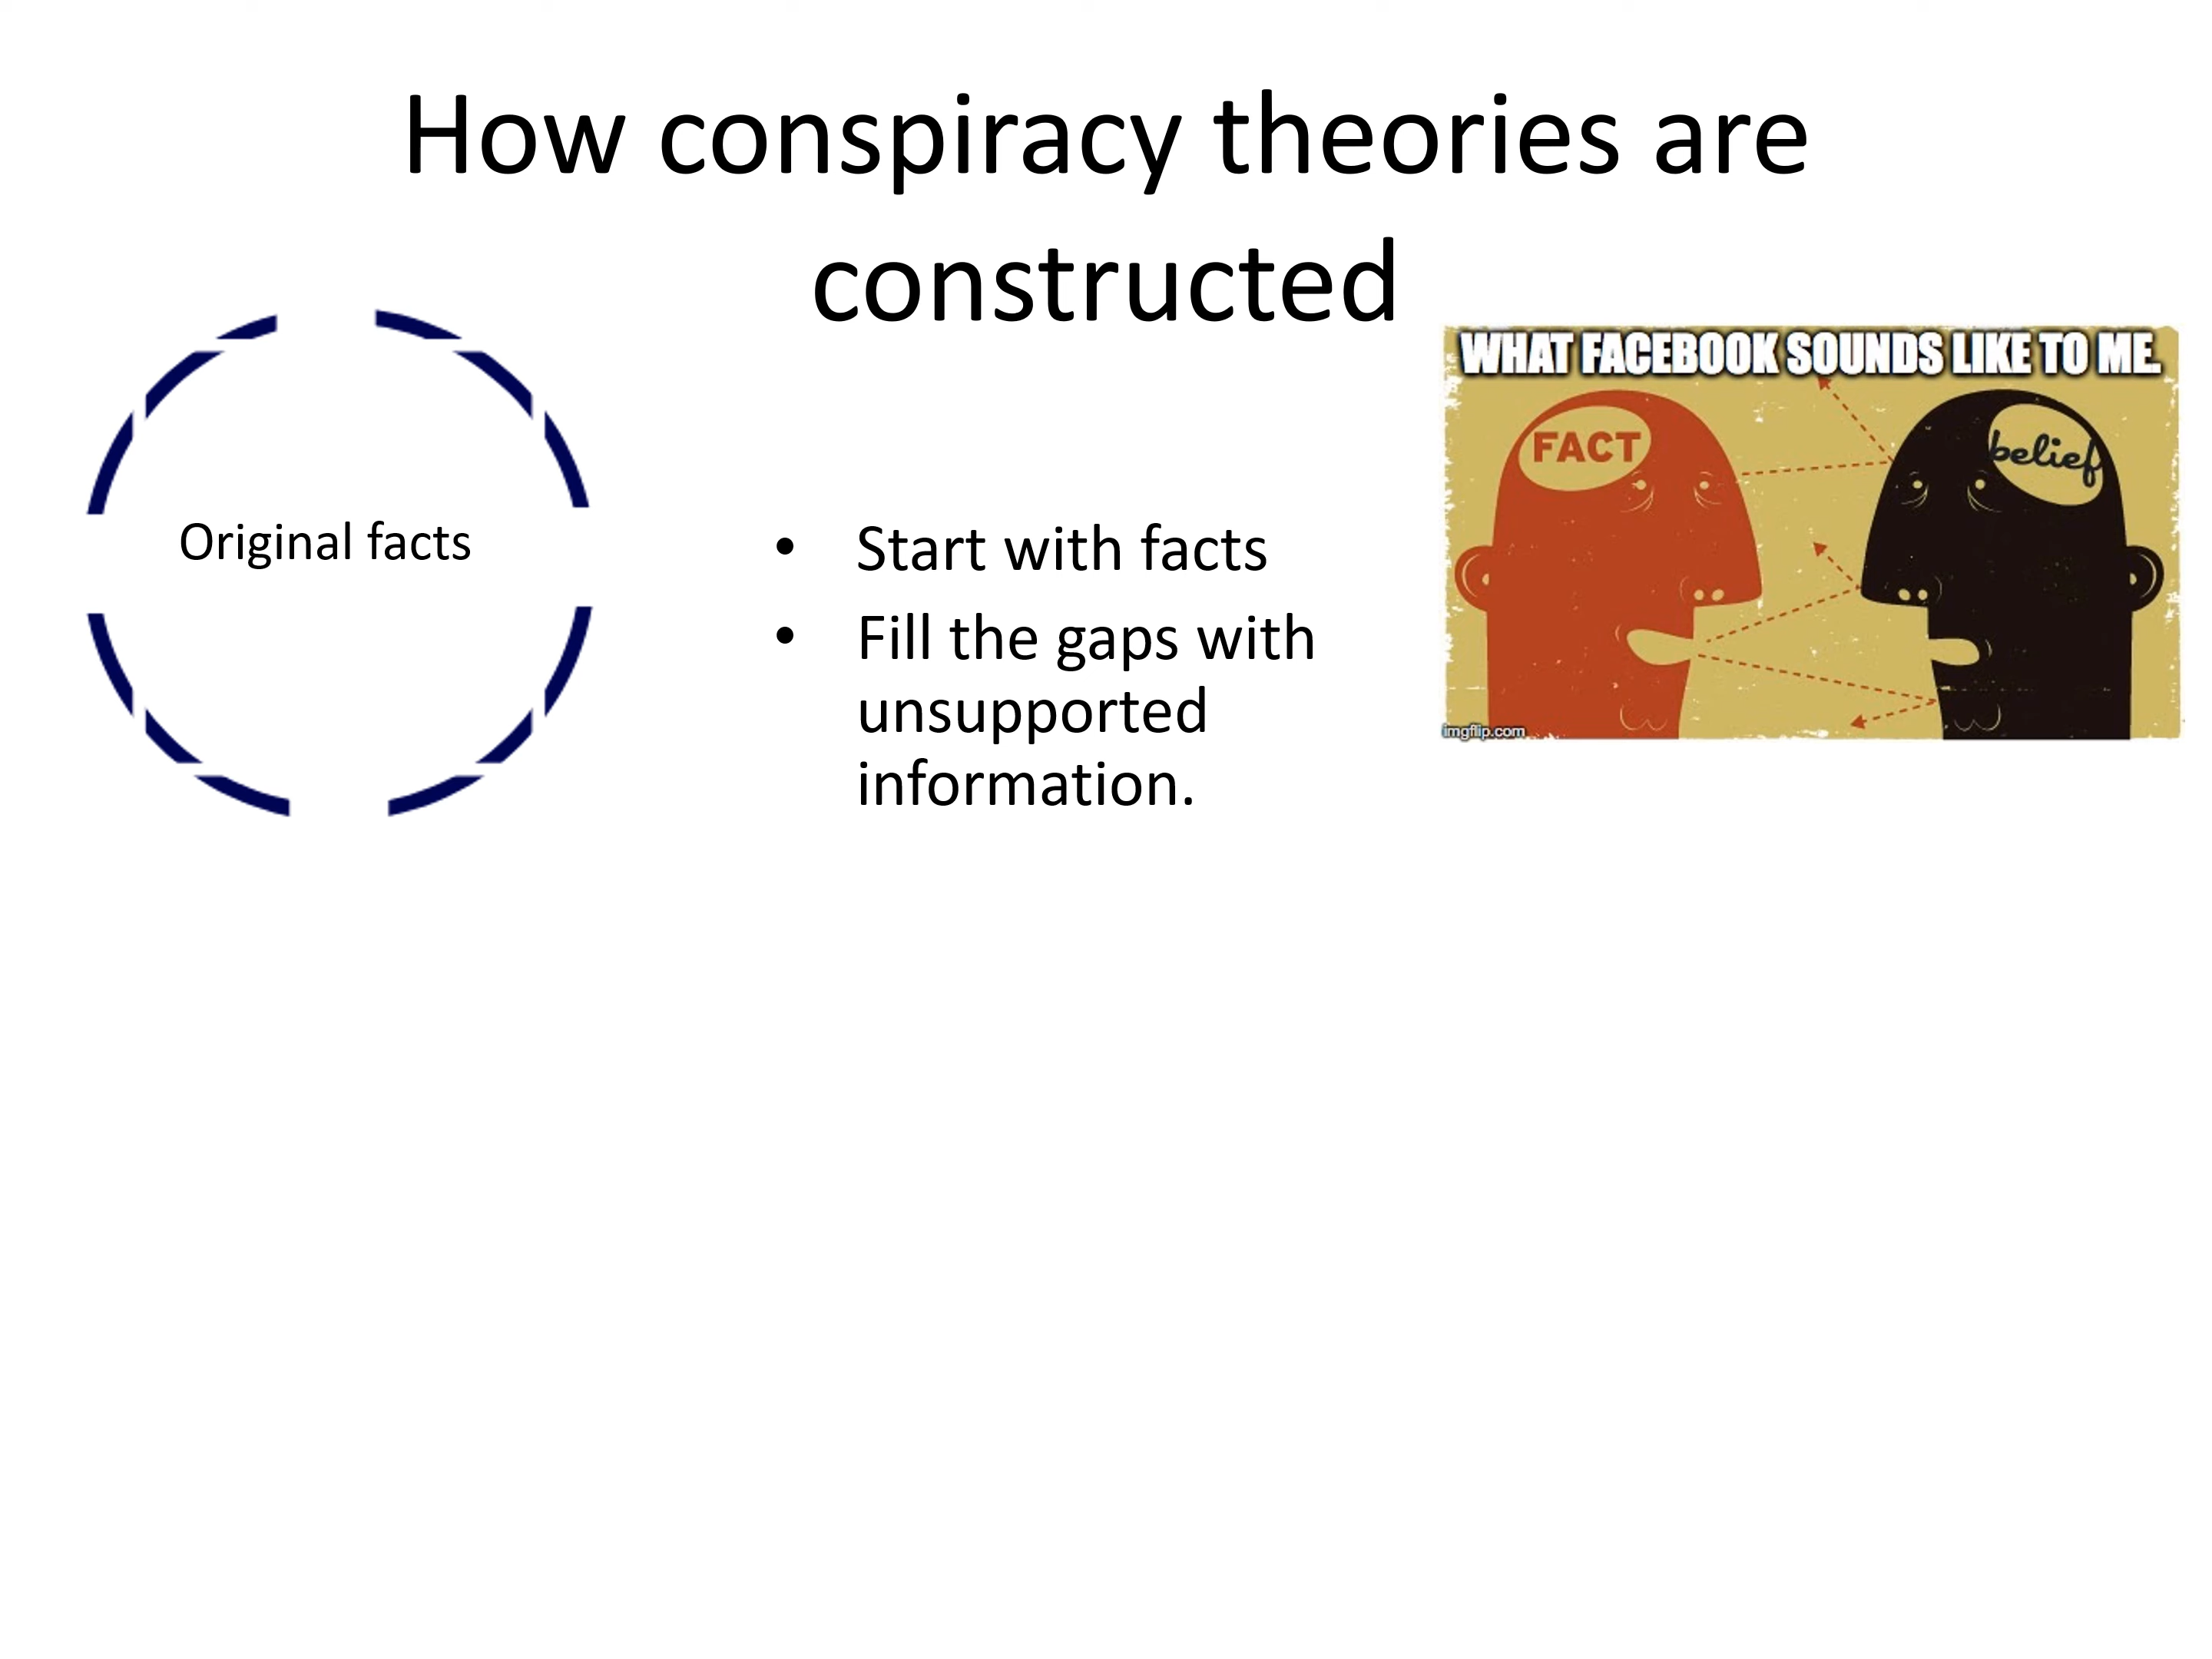 How conspiracy theories are
constructed
Original facts
• Start with facts
• Fill the gaps with
unsupported
information.
WHAT FACEBOOK SOUNDS LIKE TO ME.
FACT
belief
imgflip.com